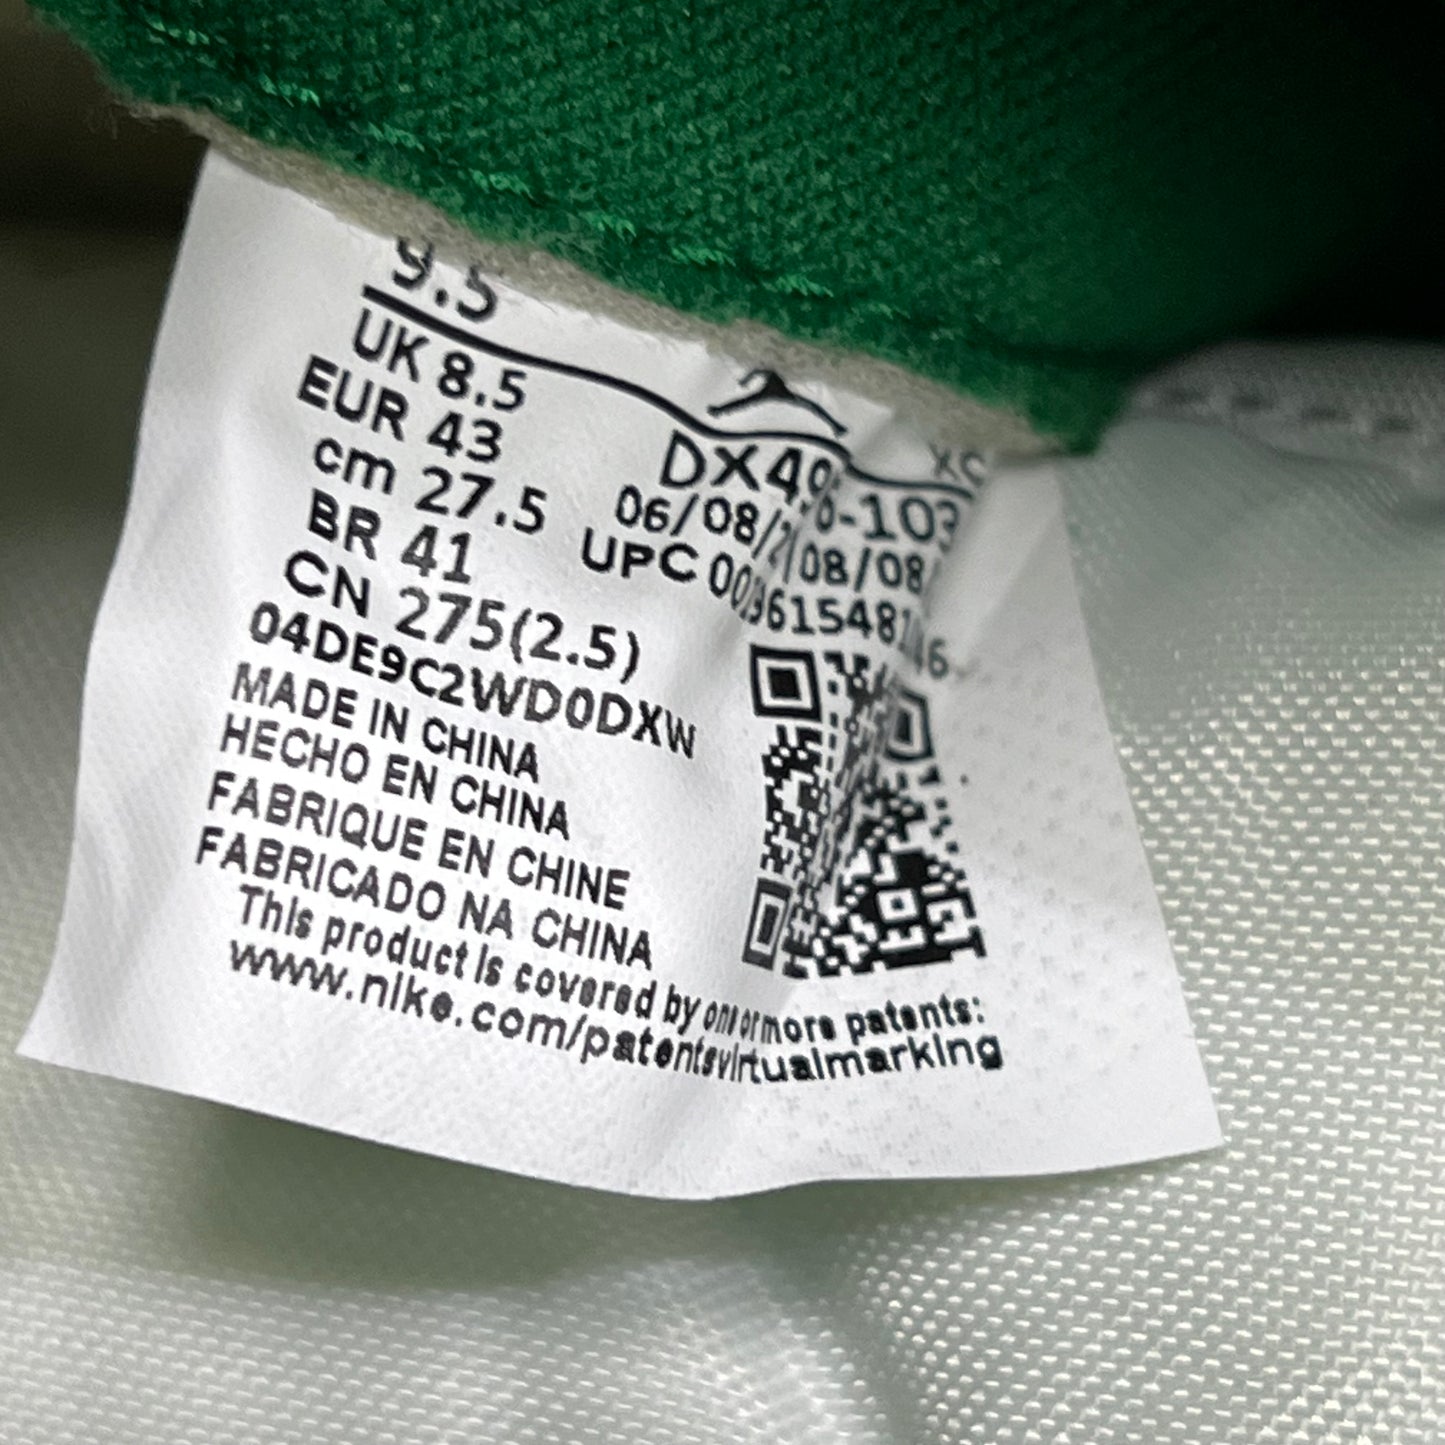 9.5
UK 8.5
EUR 43
cm 27.5
BR 41
CN 275(2.5)
04DE9C2WD0DXW
MADE IN CHINA
HECHO EN CHINA
FABRIQUE EN CHINE
FABRICADO NA CHINA
This product is covered by one or more patents:
www.nike.com/patentsvirtualmarking
UPC